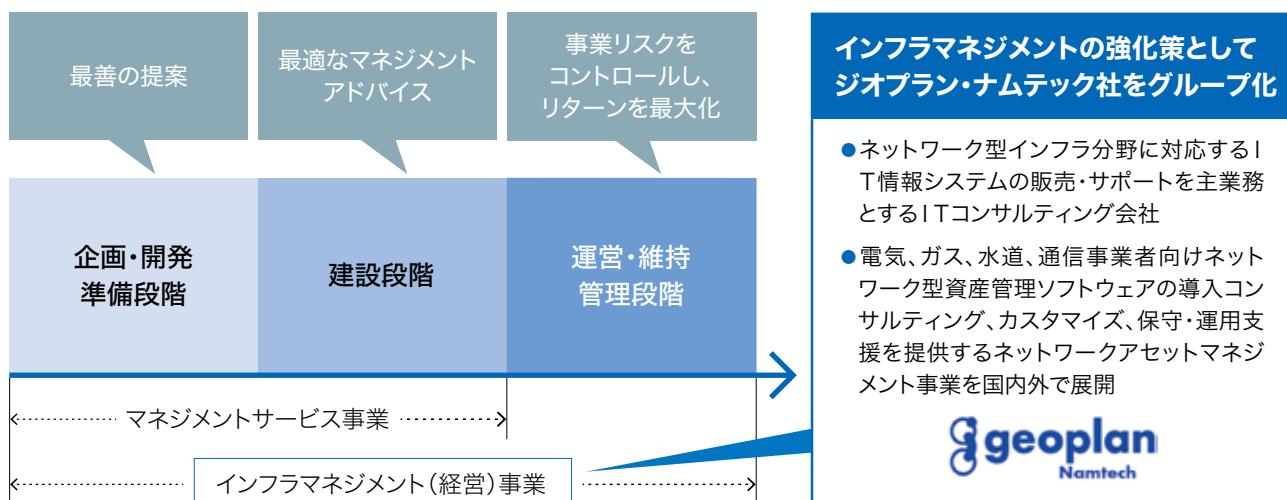 最善の提案
最適なマネジメント
アドバイス
事業リスクを
コントロールし、
リターンを最大化
企画・開発
準備段階
建設段階
運営・維持
管理段階
マネジメントサービス事業
インフラマネジメント(経営)事業
インフラマネジメントの強化策として
ジオプラン・ナムテック社をグループ化
●ネットワーク型インフラ分野に対応するI
T情報システムの販売・サポートを主業務
とするITコンサルティング会社
●電気、ガス、水道、通信事業者向けネット
ワーク型資産管理ソフトウェアの導入コン
サルティング、カスタマイズ、保守・運用支
援を提供するネットワークアセットマネジ
メント事業を国内外で展開
geoplan
Namtech